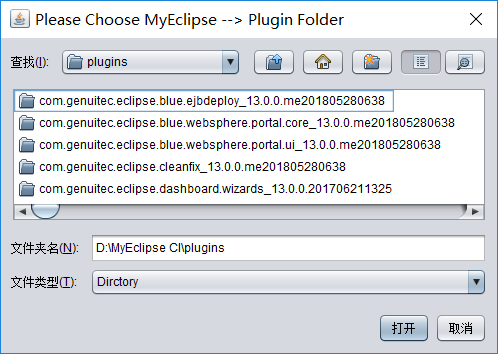 Please Choose MyEclipse --> Plugin Folder
查找(I): plugins
com.genuitec.eclipse.blue.ejbdeploy_13.0.0.me201805280638
com.genuitec.eclipse.blue.websphere.portal.core_13.0.0.me201805280638
com.genuitec.eclipse.blue.websphere.portal.ui_13.0.0.me201805280638
com.genuitec.eclipse.cleanfix_13.0.0.me201805280638
com.genuitec.eclipse.dashboard.wizards_13.0.0.201706211325
文件夹名(N): D:\MyEclipse CI\plugins
文件类型(T): Dirctory
打开 取消